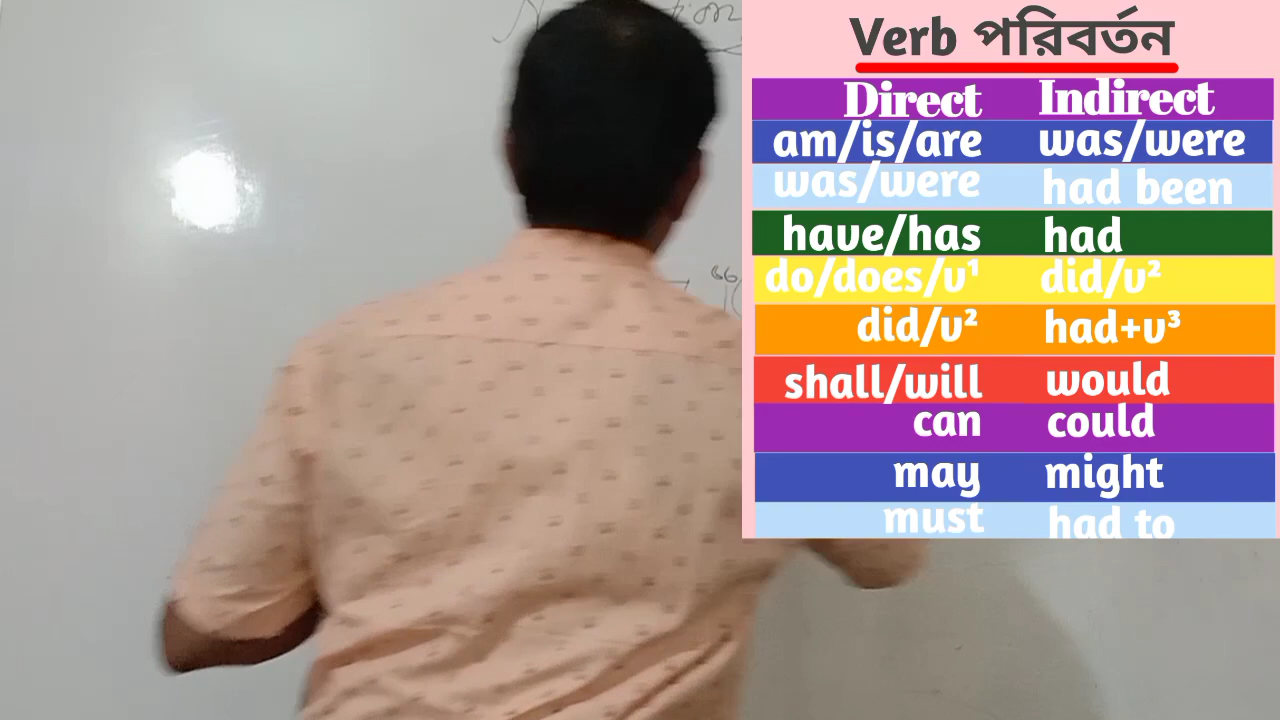 Verb পরিবর্তন
Direct Indirect
am/is/are was/were
was/were had been
have/has had
do/does/v¹ did/v²
did/v² had+v³
shall/will would
can could
may might
must had to